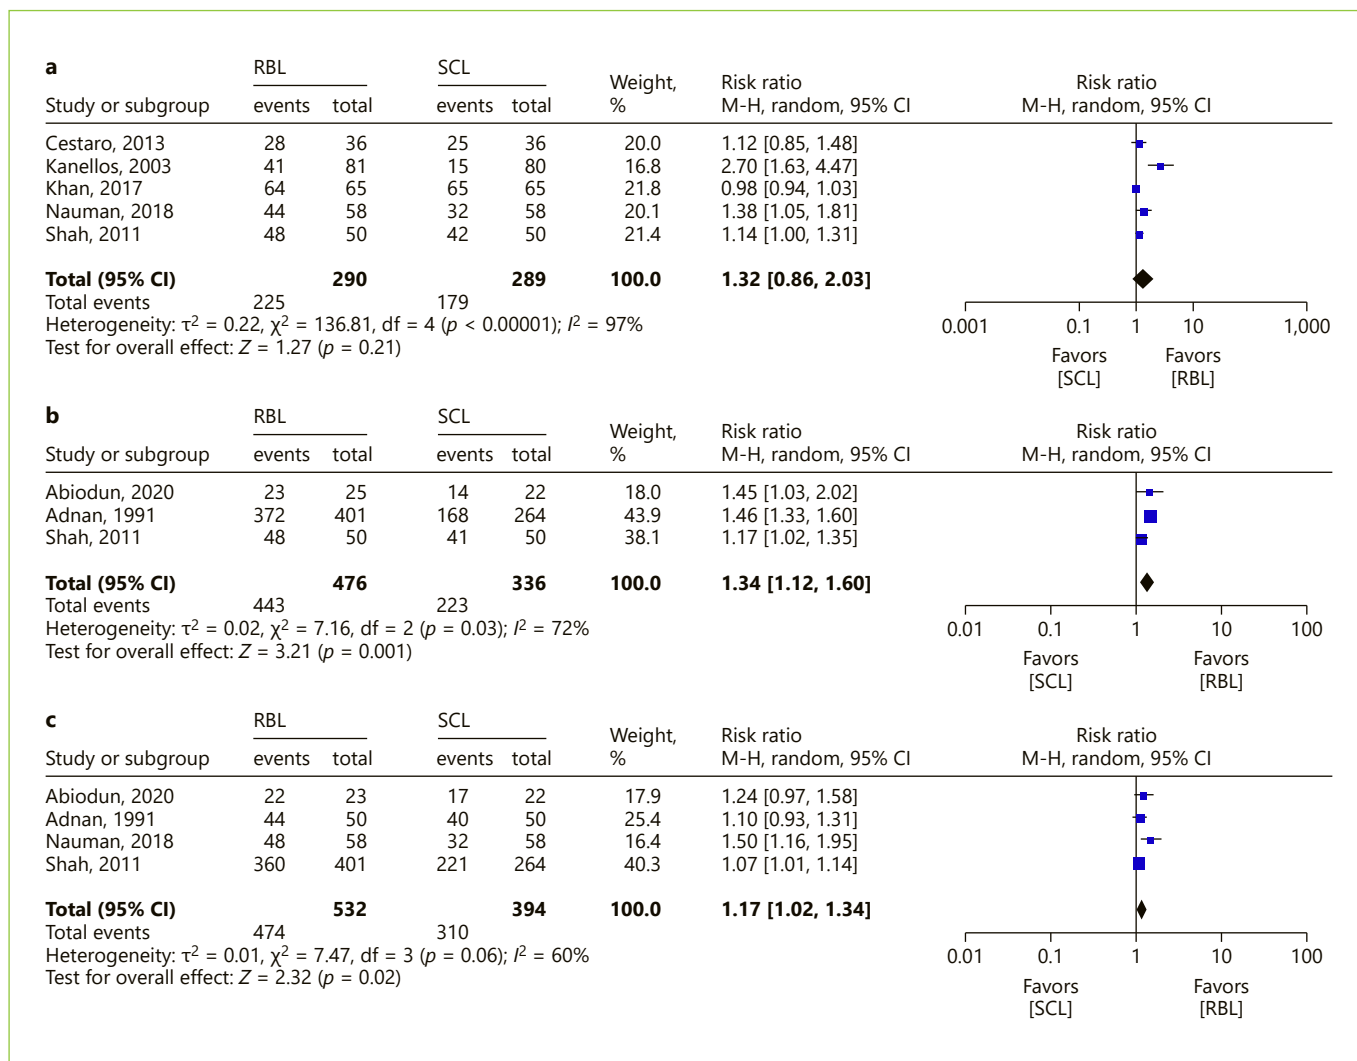 a RBL SCL
Weight, Risk ratio Risk ratio
Study or subgroup events total events total % M-H, random, 95% CI M-H, random, 95% CI
Cestaro, 2013 28 36 25 36 20.0 1.12 [0.85, 1.48]
Kanellos, 2003 41 81 15 80 16.8 2.70 [1.63, 4.47]
Khan, 2017 64 65 65 65 21.8 0.98 [0.94, 1.03]
Nauman, 2018 44 58 32 58 20.1 1.38 [1.05, 1.81]
Shah, 2011 48 50 42 50 21.4 1.14 [1.00, 1.31]
Total (95% CI) 290 289 100.0 1.32 [0.86, 2.03]
Total events 225 179
Heterogeneity: τ² = 0.22, χ² = 136.81, df = 4 (p < 0.00001); I² = 97%
0.001 0.1 1 10 1,000
Test for overall effect: Z = 1.27 (p = 0.21)
Favors Favors
[SCL] [RBL]
b RBL SCL
Weight, Risk ratio Risk ratio
Study or subgroup events total events total % M-H, random, 95% CI M-H, random, 95% CI
Abiodun, 2020 23 25 14 22 18.0 1.45 [1.03, 2.02]
Adnan, 1991 372 401 168 264 43.9 1.46 [1.33, 1.60]
Shah, 2011 48 50 41 50 38.1 1.17 [1.02, 1.35]
Total (95% CI) 476 336 100.0 1.34 [1.12, 1.60]
Total events 443 223
Heterogeneity: τ² = 0.02, χ² = 7.16, df = 2 (p = 0.03); I² = 72%
0.01 0.1 1 10 100
Test for overall effect: Z = 3.21 (p = 0.001)
Favors Favors
[SCL] [RBL]
c RBL SCL
Weight, Risk ratio Risk ratio
Study or subgroup events total events total % M-H, random, 95% CI M-H, random, 95% CI
Abiodun, 2020 22 23 17 22 17.9 1.24 [0.97, 1.58]
Adnan, 1991 44 50 40 50 25.4 1.10 [0.93, 1.31]
Nauman, 2018 48 58 32 58 16.4 1.50 [1.16, 1.95]
Shah, 2011 360 401 221 264 40.3 1.07 [1.01, 1.14]
Total (95% CI) 532 394 100.0 1.17 [1.02, 1.34]
Total events 474 310
Heterogeneity: τ² = 0.01, χ² = 7.47, df = 3 (p = 0.06); I² = 60%
0.01 0.1 1 10 100
Test for overall effect: Z = 2.32 (p = 0.02)
Favors Favors
[SCL] [RBL]